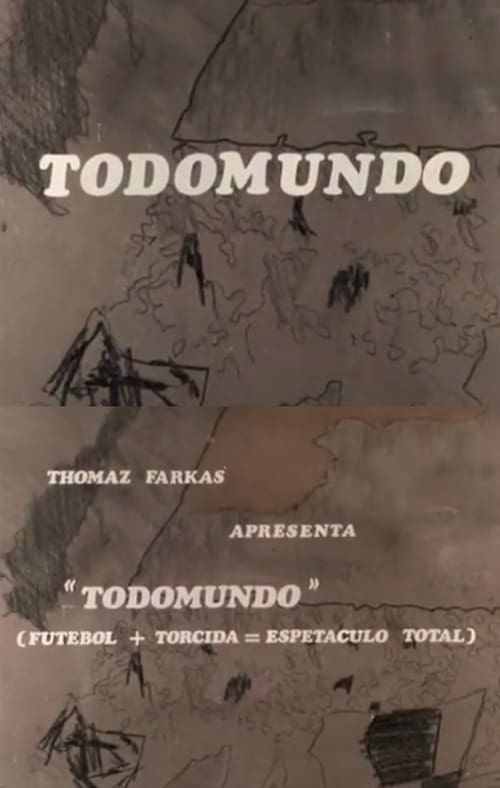 TODOMUNDO
THOMAZ FARKAS
APRESENTA
“TODOMUNDO”
(FUTEBOL + TORCIDA = ESPETACULO TOTAL)